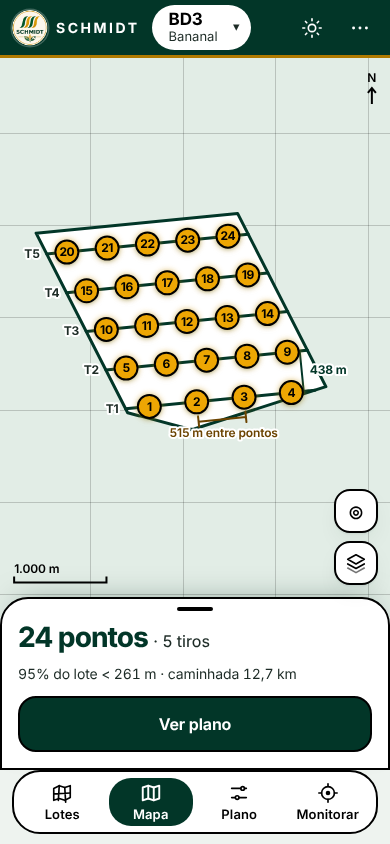 SCHMIDT
SCHMIDT
BD3
Bananal
▾
N
T5 20 21 22 23 24
T4 15 16 17 18 19
T3 10 11 12 13 14
T2 5 6 7 8 9
438 m
T1 1 2 3 4
515 m entre pontos
1.000 m
24 pontos · 5 tiros
95% do lote < 261 m · caminhada 12,7 km
Ver plano
Lotes Mapa Plano Monitorar